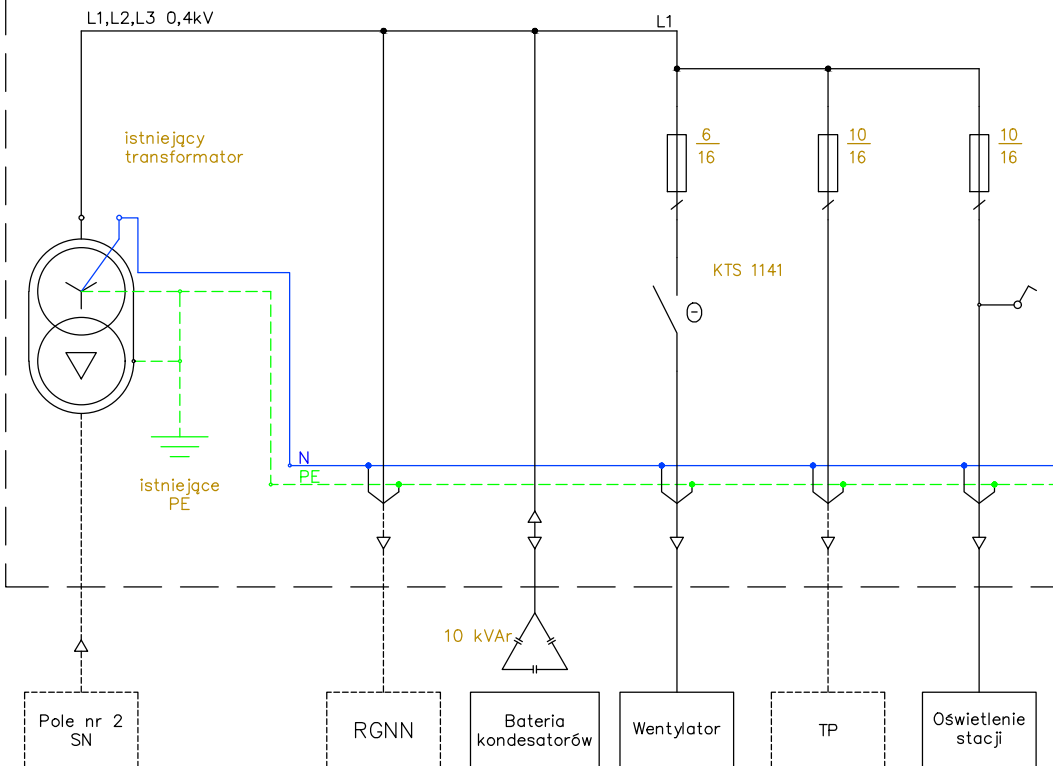 L1,L2,L3 0,4kV
L1
istniejący
transformator
6
16
10
16
10
16
KTS 1141
N
PE
istniejące
PE
10 kVAr
Pole nr 2
SN
RGNN
Bateria
kondesatorów
Wentylator
TP
Oświetlenie
stacji